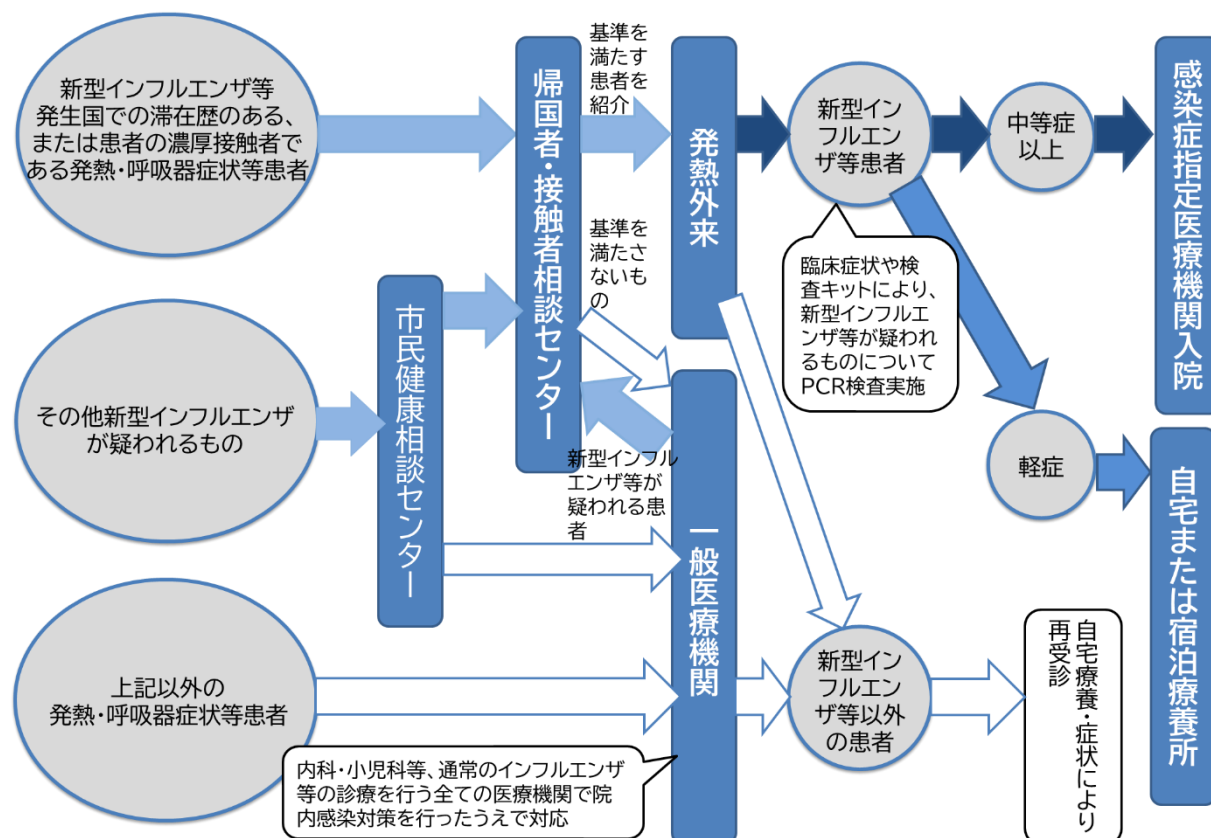 新型インフルエンザ等
発生国での滞在歴のある、
または患者の濃厚接触者で
ある発熱・呼吸器症状等患者
帰国者・接触者相談センター
基準を
満たす
患者を
紹介
発熱外来
新型イン
フルエン
ザ等患者
中等症
以上
感染症指定医療機関入院
臨床症状や検
査キットにより、
新型インフルエ
ンザ等が疑われ
るものについて
PCR検査実施
基準を
満たさ
ないも
の
その他新型インフルエンザ
が疑われるもの
市民健康相談センター
新型インフル
エンザ等が
疑われる患
者
一般医療機関
軽症
自宅または宿泊療養所
上記以外の
発熱・呼吸器症状等患者
新型イン
フルエン
ザ等以外
の患者
自宅療養・症状により
再受診
内科・小児科等、通常のインフルエンザ
等の診療を行う全ての医療機関で院
内感染対策を行ったうえで対応